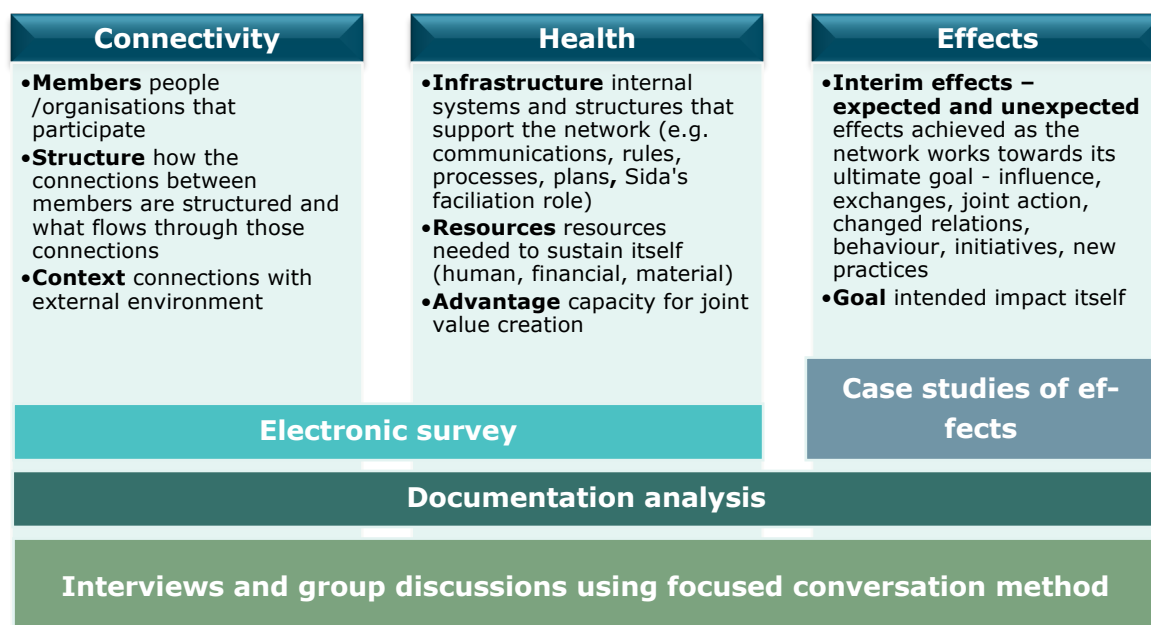 Connectivity
•Members people
/organisations that
participate
•Structure how the
connections between
members are structured and
what flows through those
connections
•Context connections with
external environment
Health
•Infrastructure internal
systems and structures that
support the network (e.g.
communications, rules,
processes, plans, Sida's
faciliation role)
•Resources resources
needed to sustain itself
(human, financial, material)
•Advantage capacity for joint
value creation
Effects
•Interim effects –
expected and unexpected
effects achieved as the
network works towards its
ultimate goal - influence,
exchanges, joint action,
changed relations,
behaviour, initiatives, new
practices
•Goal intended impact itself
Electronic survey
Case studies of ef-
fects
Documentation analysis
Interviews and group discussions using focused conversation method